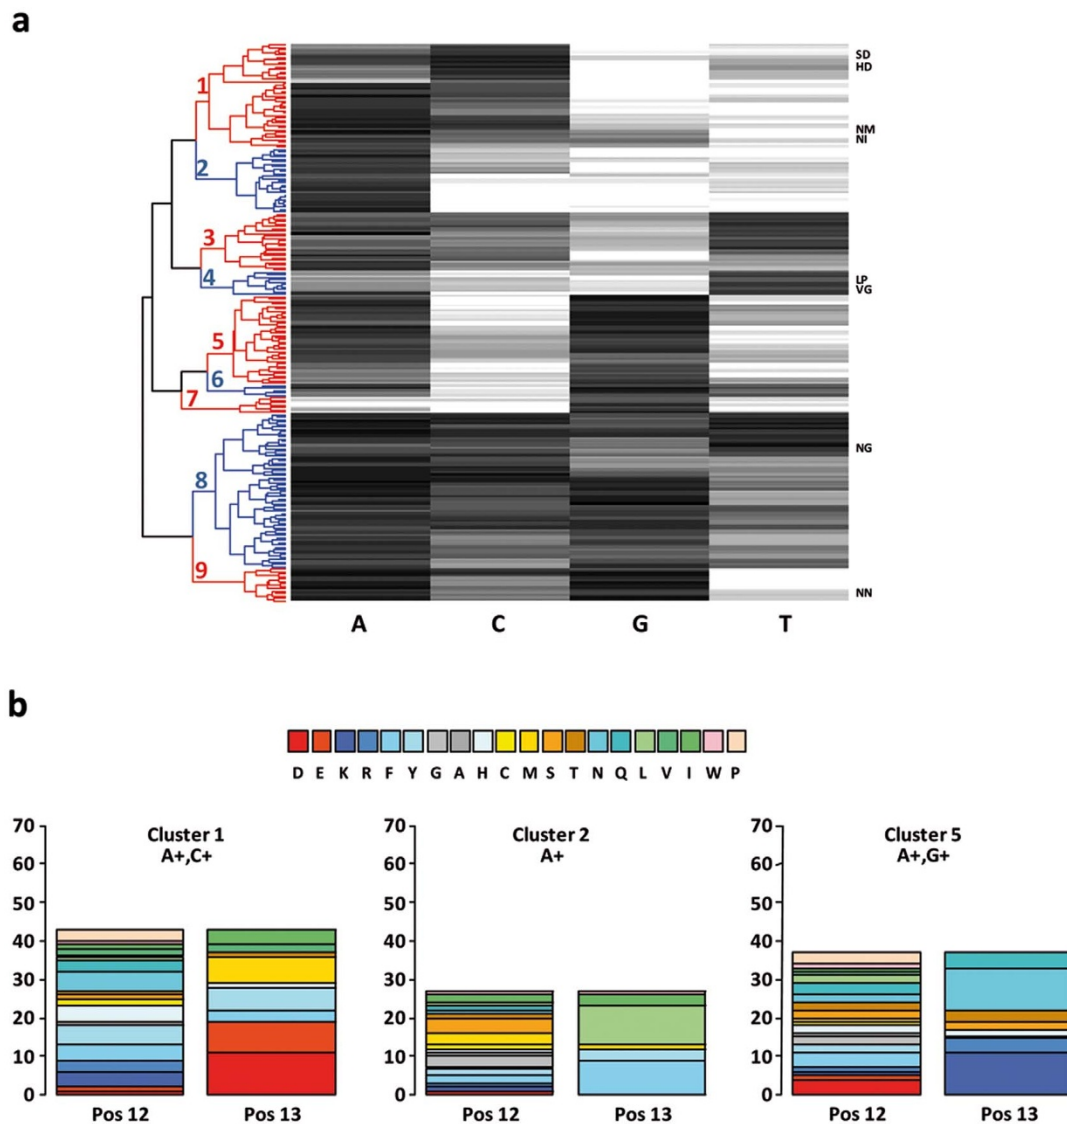 a
SD
HD
1
NM
NI
2
3
4
LP
VG
5
6
7
NG
8
9
NN
A C G T
b
D E K R F Y G A H C M S T N Q L V I W P
Cluster 1
A+,C+
70
60
50
40
30
20
10
0
Pos 12 Pos 13
Cluster 2
A+
70
60
50
40
30
20
10
0
Pos 12 Pos 13
Cluster 5
A+,G+
70
60
50
40
30
20
10
0
Pos 12 Pos 13